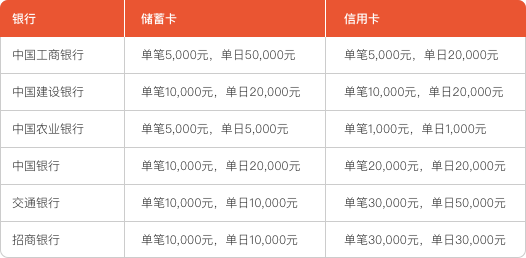 银行 储蓄卡 信用卡
中国工商银行 单笔5,000元，单日50,000元 单笔5,000元，单日20,000元
中国建设银行 单笔10,000元，单日20,000元 单笔10,000元，单日20,000元
中国农业银行 单笔5,000元，单日5,000元 单笔1,000元，单日1,000元
中国银行 单笔10,000元，单日20,000元 单笔20,000元，单日20,000元
交通银行 单笔10,000元，单日10,000元 单笔30,000元，单日50,000元
招商银行 单笔10,000元，单日10,000元 单笔30,000元，单日30,000元